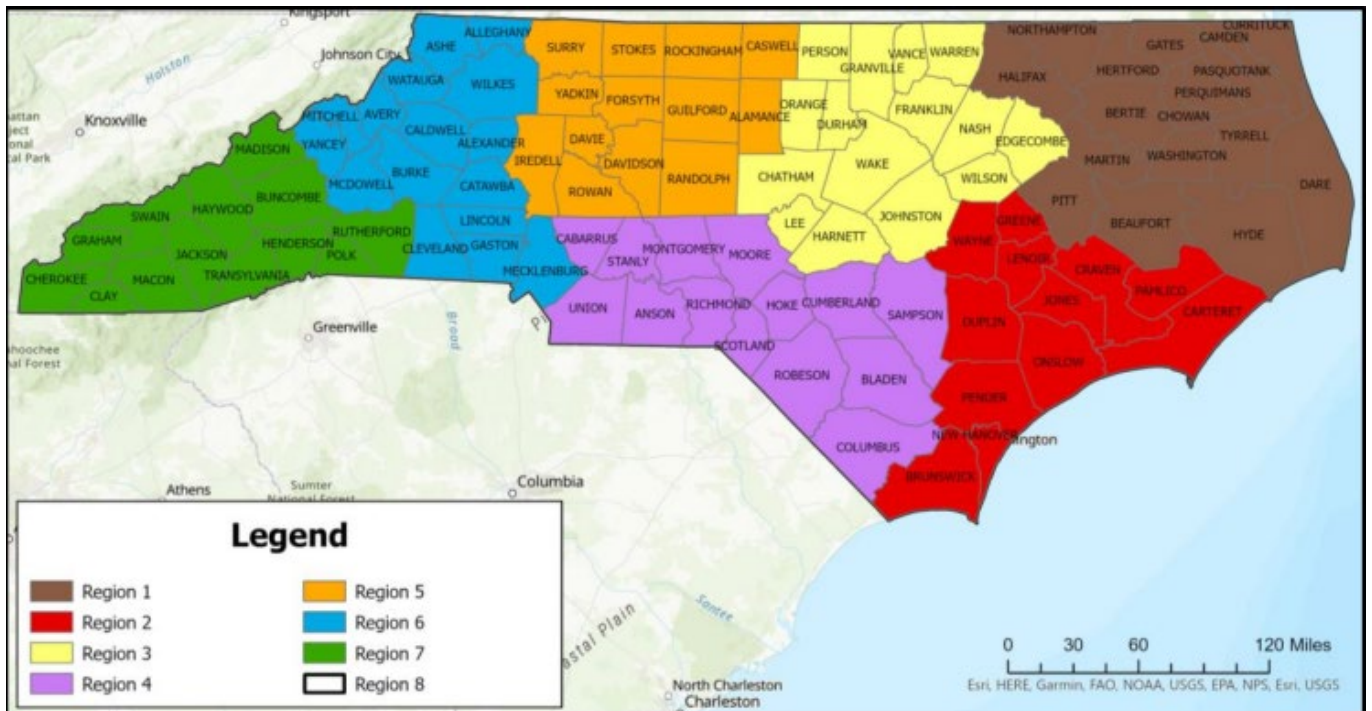 Kingsport
Johnson City
Holston
Knoxville
ASHE
ALLEGHANY
SURRY
STOKES
ROCKINGHAM
CASWELL
PERSON
GRANVILLE
VANCE
WARREN
NORTHAMPTON
GATES
CURRITUCK
CAMDEN
WATAUGA
WILKES
HALIFAX
HERTFORD
PASQUOTANK
PERQUIMANS
YADKIN
FORSYTH
GUILFORD
ALAMANCE
ORANGE
DURHAM
FRANKLIN
NASH
EDGECOMBE
BERTIE
CHOWAN
TYRRELL
MITCHELL
AVERY
CALDWELL
ALEXANDER
MADISON
YANCEY
IREDELL
DAVIE
DAVIDSON
RANDOLPH
CHATHAM
WAKE
WILSON
MARTIN
WASHINGTON
DARE
MCDOWELL
BURKE
CATAWBA
ROWAN
BUNCOMBE
SWAIN
HAYWOOD
LINCOLN
LEE
HARNETT
JOHNSTON
PITT
BEAUFORT
HYDE
GRAHAM
JACKSON
HENDERSON
RUTHERFORD
POLK
CLEVELAND
GASTON
CABARRUS
STANLY
MONTGOMERY
MOORE
WAYNE
GREENE
LENOIR
CRAVEN
CHEROKEE
CLAY
MACON
TRANSYLVANIA
MECKLENBURG
UNION
ANSON
RICHMOND
HOKE
CUMBERLAND
SAMPSON
DUPLIN
JONES
PAMLICO
CARTERET
Greenville
Broad
SCOTLAND
ROBESON
BLADEN
ONSLOW
PENDER
COLUMBUS
NEW HANOVER
ington
BRUNSWICK
Athens
Sumter
National Forest
Columbia
Legend
Region 1
Region 2
Region 3
Region 4
Region 5
Region 6
Region 7
Region 8
Santee
astal Plain
North Charleston
Charleston
0 30 60 120 Miles
Esri, HERE, Garmin, FAO, NOAA, USGS, EPA, NPS, Esri, USGS